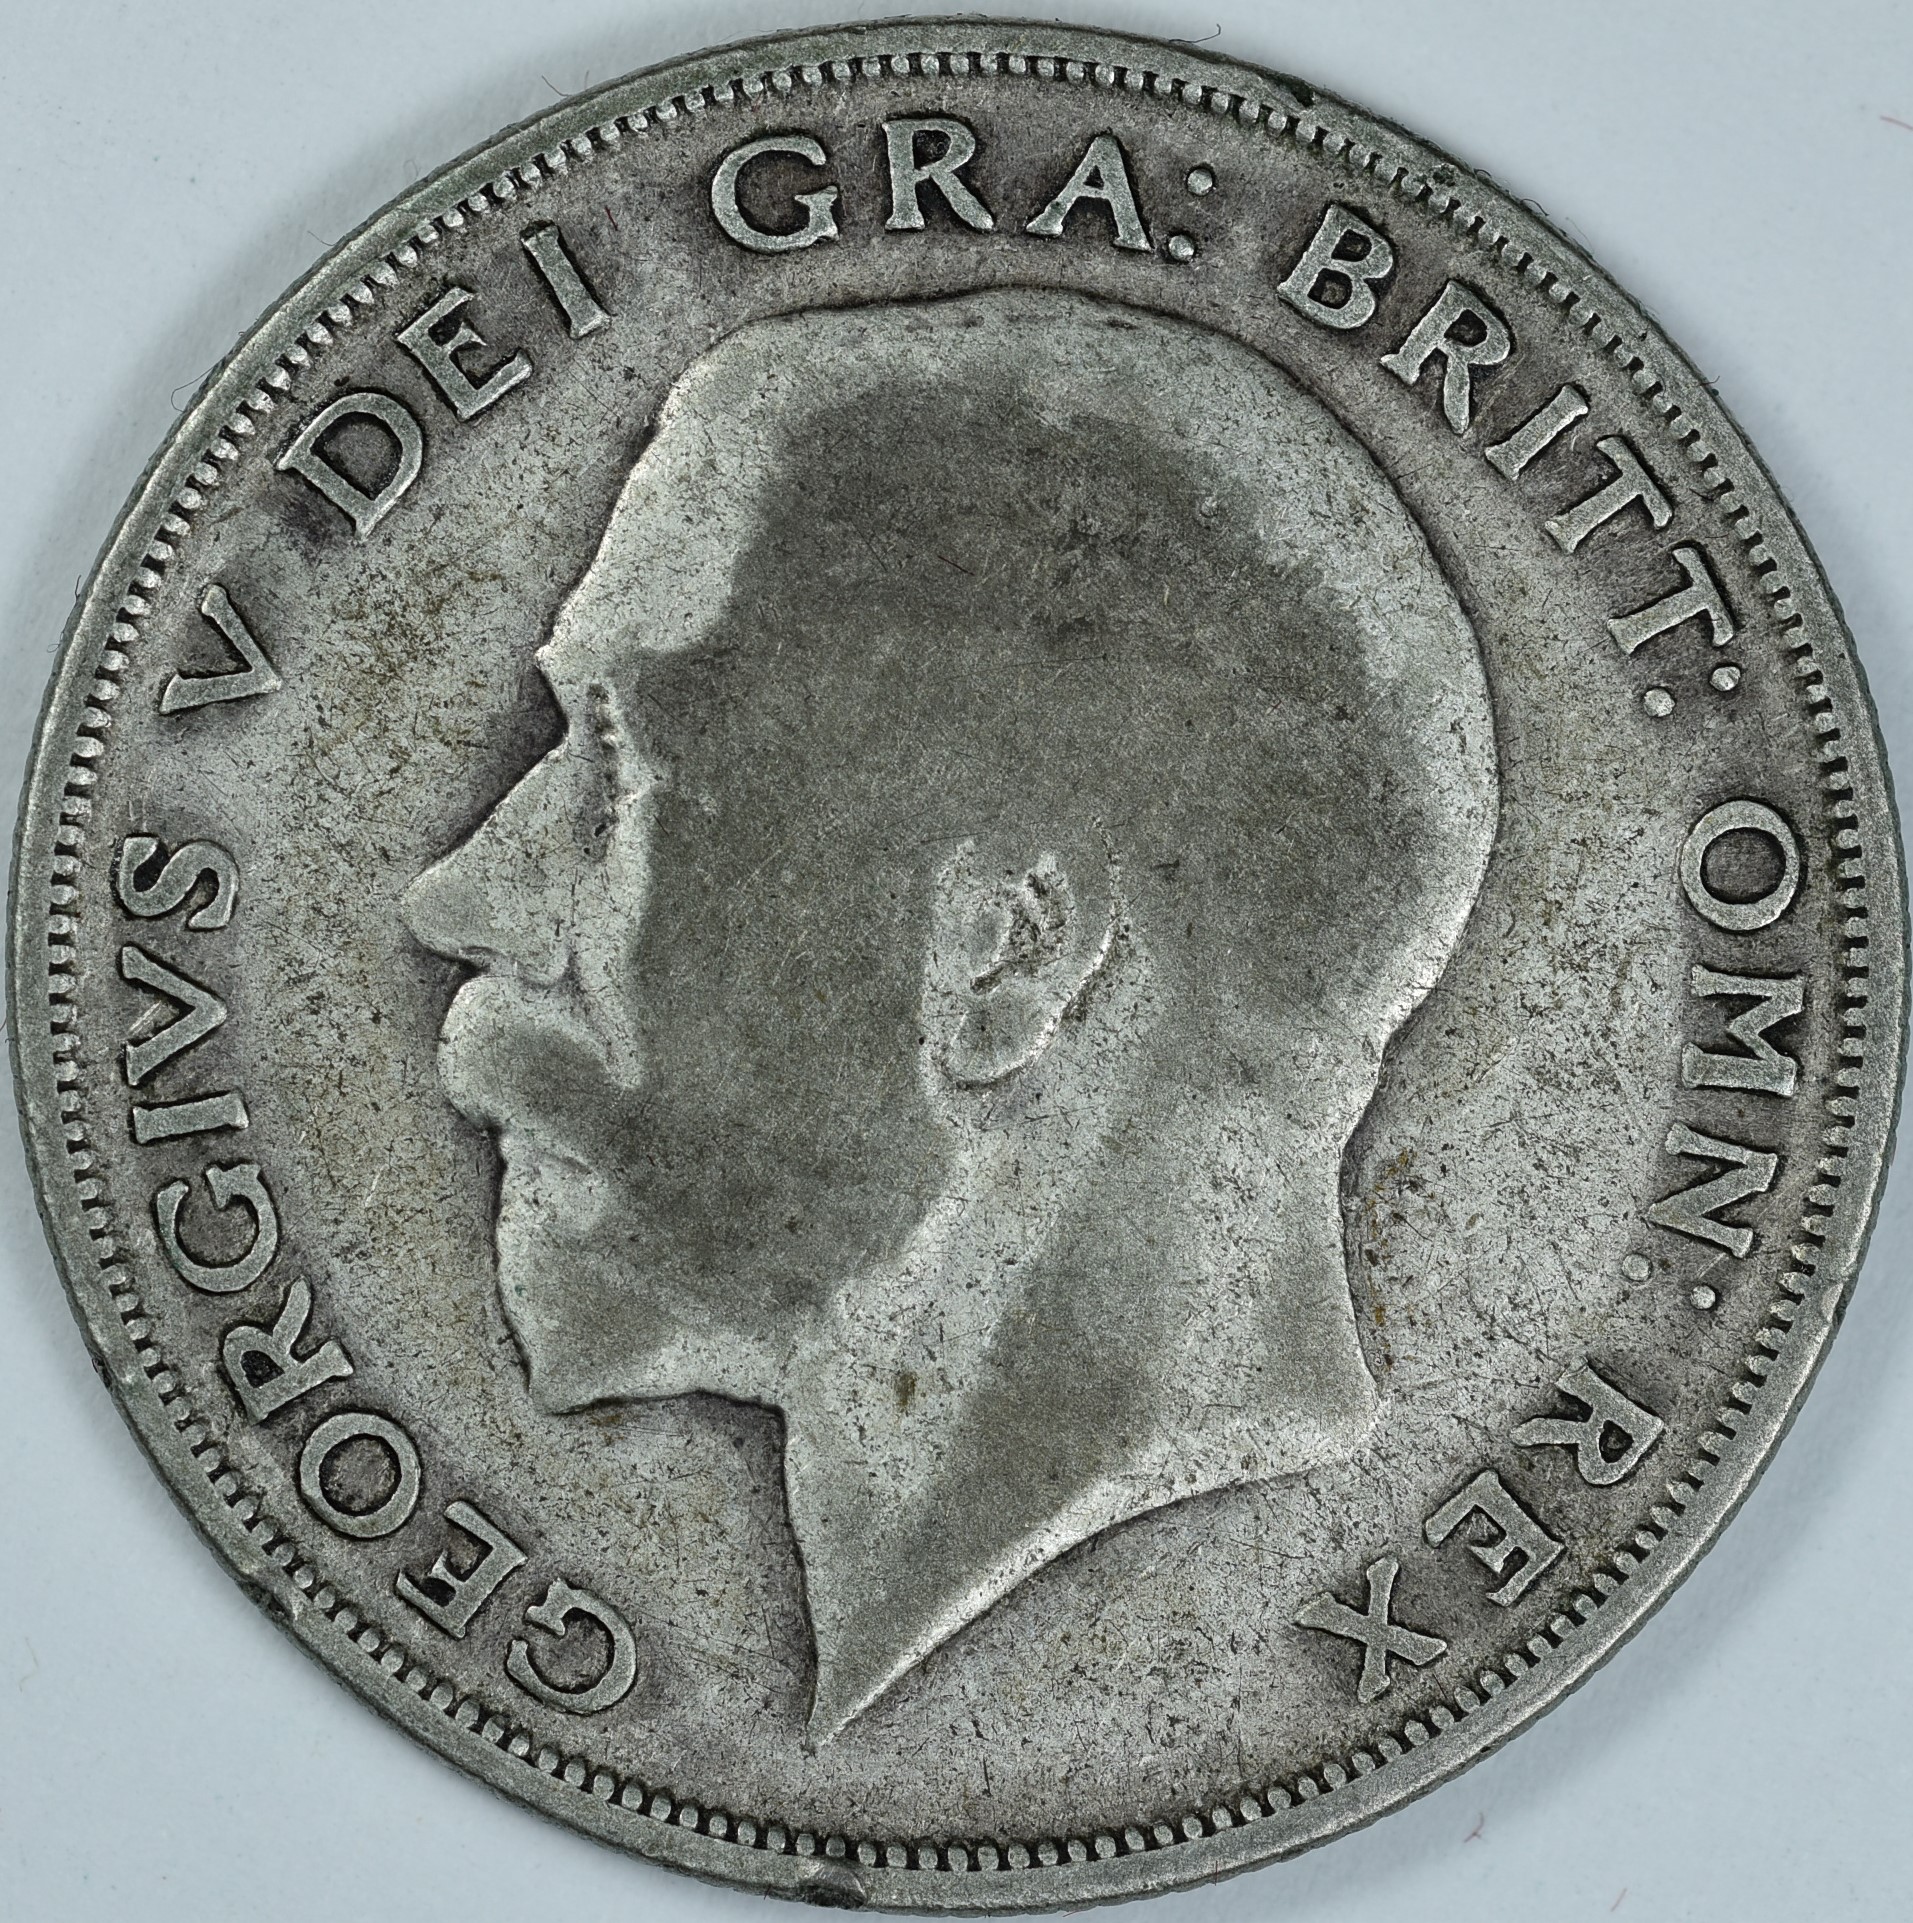 GEORGIVS V DEI GRA: BRITT: OMN: REX